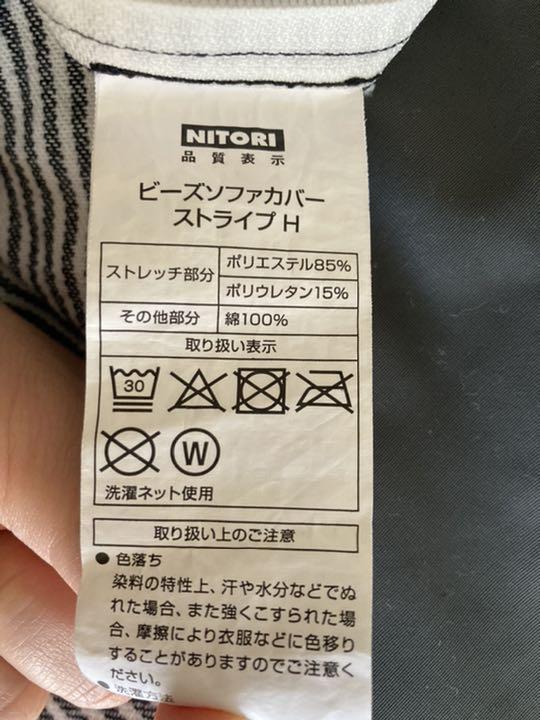 NITORI
品質表示
ビーズソファカバー
ストライプ H
ストレッチ部分
ポリエステル85%
ポリウレタン15%
その他部分
綿100%
取り扱い表示
30
W
洗濯ネット使用
取り扱い上のご注意
● 色落ち
染料の特性上、汗や水分などでぬ
れた場合、また強くこすられた場
合、摩擦により衣服などに色移り
することがありますのでご注意く
ださい。
● 洗濯方法